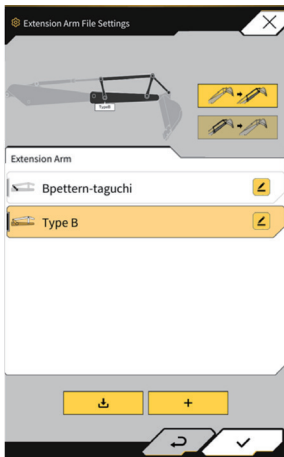 Extension Arm File Settings
TypeB
Extension Arm
Bpettern-taguchi
Type B